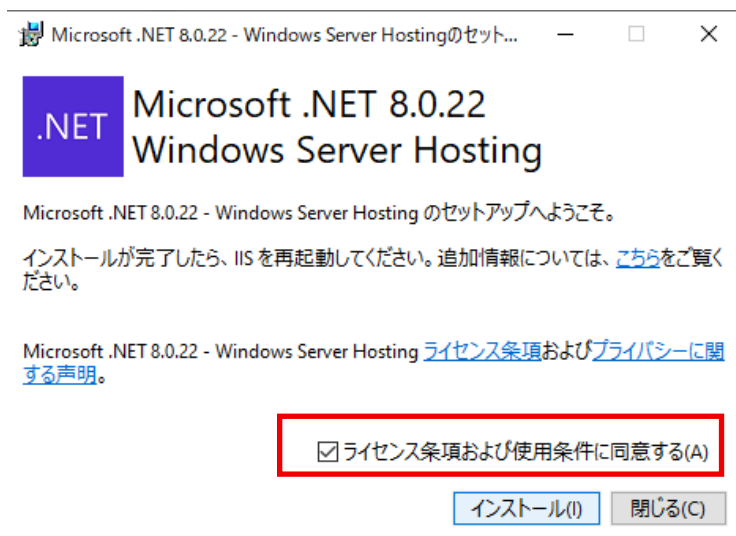 Microsoft .NET 8.0.22 - Windows Server Hostingのセット...
.NET
Microsoft .NET 8.0.22
Windows Server Hosting
Microsoft .NET 8.0.22 - Windows Server Hosting のセットアップへようこそ。
インストールが完了したら、IIS を再起動してください。追加情報については、こちらをご覧く
ださい。
Microsoft .NET 8.0.22 - Windows Server Hosting ライセンス条項およびプライバシーに関
する声明。
ライセンス条項および使用条件に同意する(A)
インストール(I)
閉じる(C)